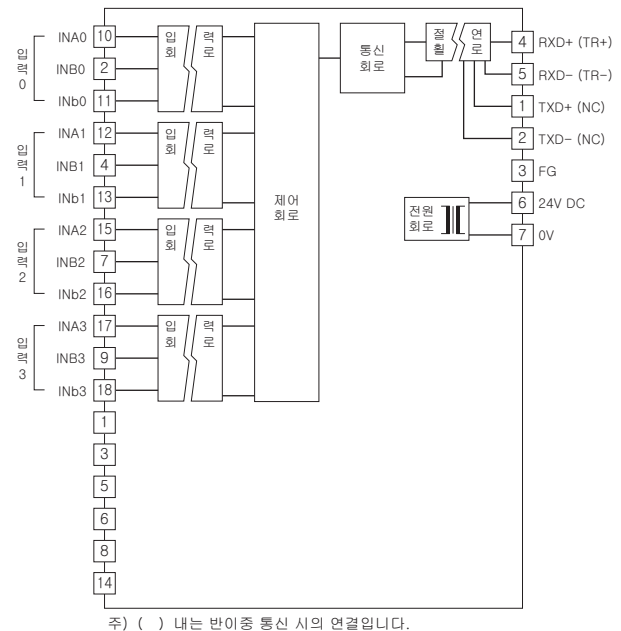 입력0
INA0 10
INB0 2
INb0 11
입력
회로
입력1
INA1 12
INB1 4
INb1 13
입력
회로
입력2
INA2 15
INB2 7
INb2 16
입력
회로
입력3
INA3 17
INB3 9
INb3 18
입력
회로
1
3
5
6
8
14
제어
회로
통신
회로
절연
횔로
4 RXD+ (TR+)
5 RXD− (TR−)
1 TXD+ (NC)
2 TXD− (NC)
3 FG
전원
회로
6 24V DC
7 0V
주) ( ) 내는 반이중 통신 시의 연결입니다.